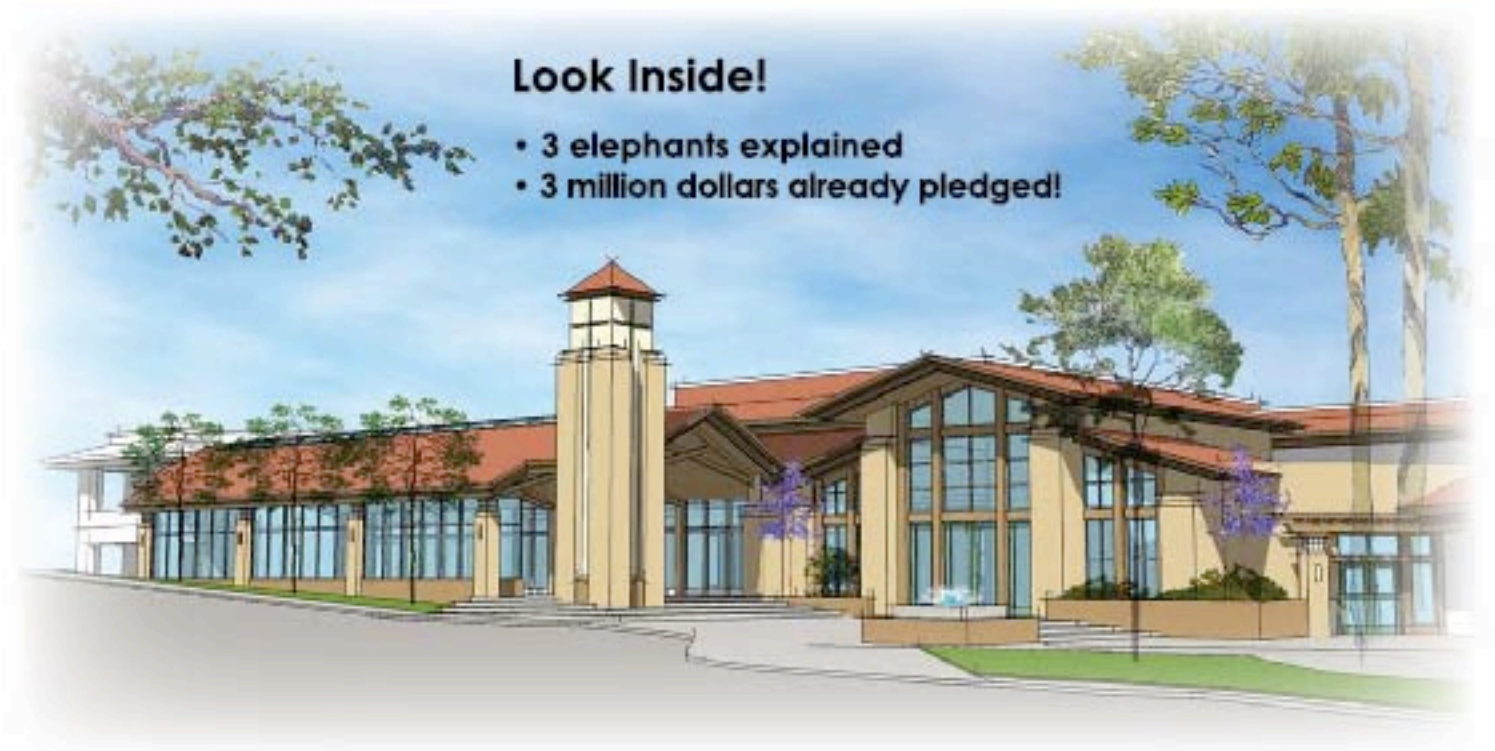 Look Inside!
• 3 elephants explained
• 3 million dollars already pledged!